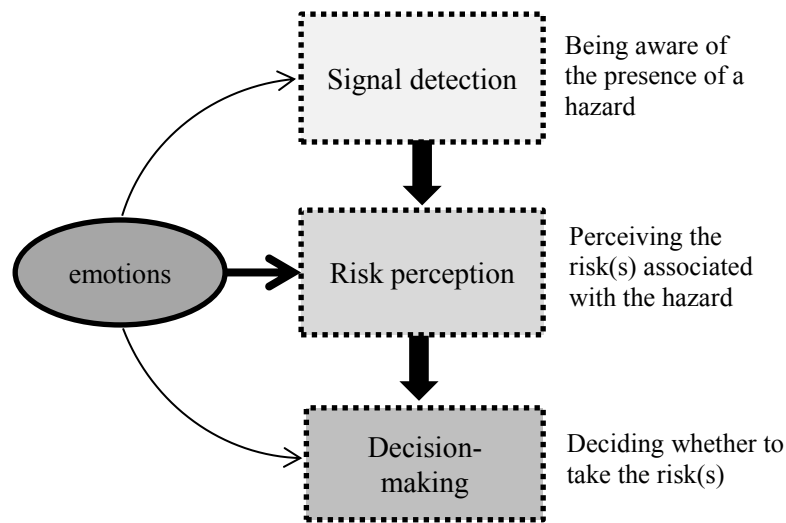 Signal detection
Being aware of
the presence of a
hazard
emotions
Risk perception
Perceiving the
risk(s) associated
with the hazard
Decision-
making
Deciding whether to
take the risk(s)